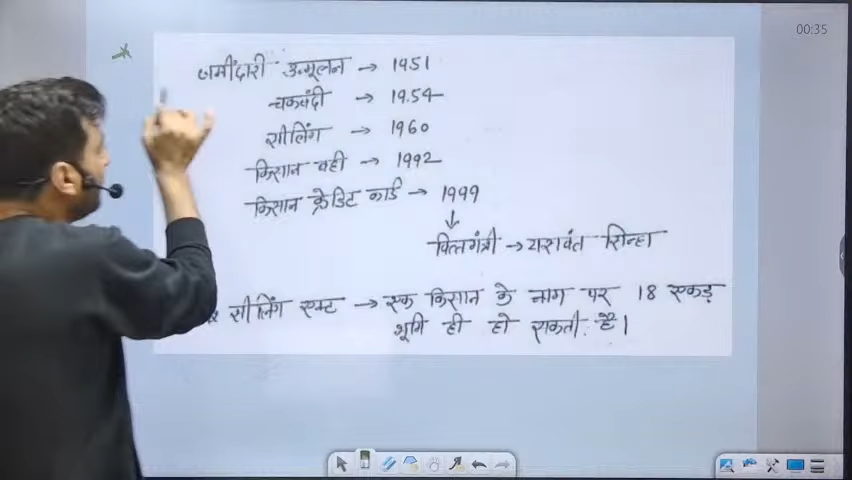 00:35
जमींदारी उन्मूलन → 1951
चकबंदी → 1954
सीलिंग → 1960
किसान वही → 1992
किसान क्रेडिट कार्ड → 1999
↓
वित्तमंत्री → यशवंत सिन्हा
सीलिंग एक्ट → एक किसान के नाम पर 18 एकड़
भूमि ही हो सकती है।